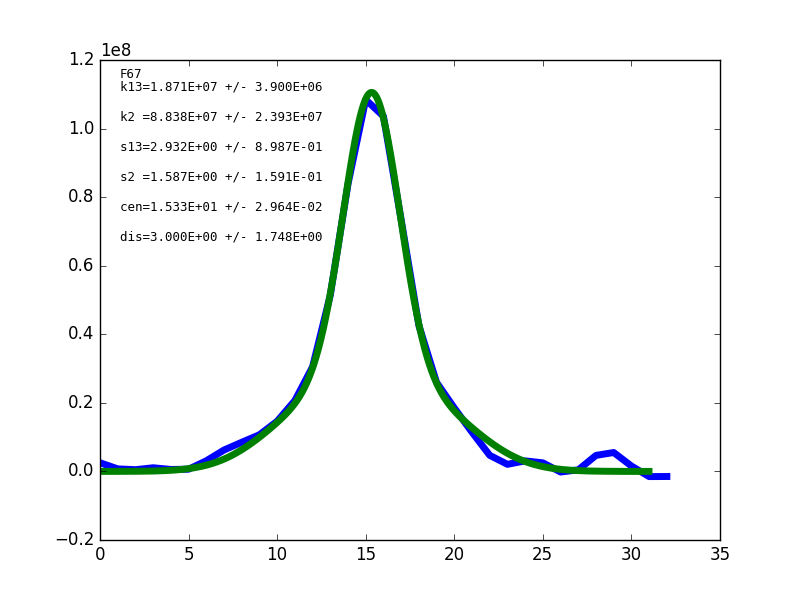 1e8
F67
k13=1.871E+07 +/- 3.900E+06
k2 =8.838E+07 +/- 2.393E+07
s13=2.932E+00 +/- 8.987E-01
s2 =1.587E+00 +/- 1.591E-01
cen=1.533E+01 +/- 2.964E-02
dis=3.000E+00 +/- 1.748E+00
1.2
1.0
0.8
0.6
0.4
0.2
0.0
−0.2
0 5 10 15 20 25 30 35